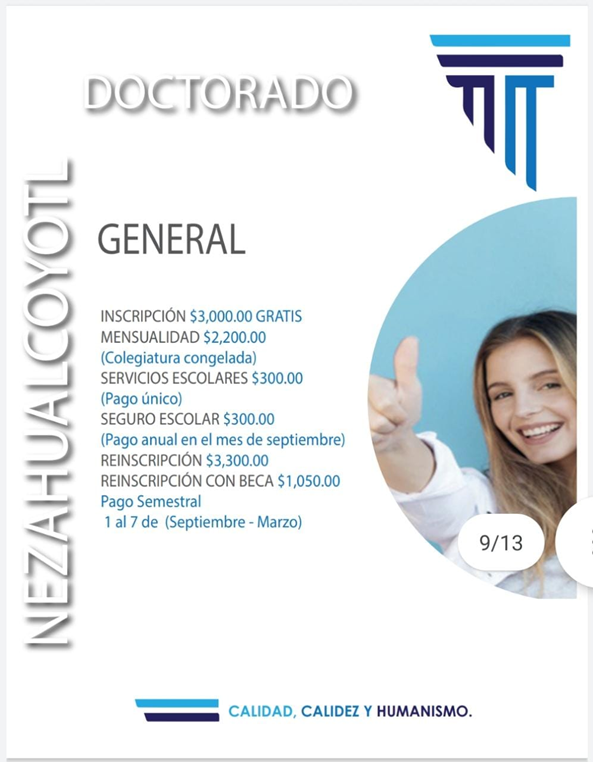 DOCTORADO
NEZAHUALCOYOTL
GENERAL
INSCRIPCIÓN $3,000.00 GRATIS
MENSUALIDAD $2,200.00
(Colegiatura congelada)
SERVICIOS ESCOLARES $300.00
(Pago único)
SEGURO ESCOLAR $300.00
(Pago anual en el mes de septiembre)
REINSCRIPCIÓN $3,300.00
REINSCRIPCIÓN CON BECA $1,050.00
Pago Semestral
1 al 7 de (Septiembre - Marzo)
9/13
CALIDAD, CALIDEZ Y HUMANISMO.